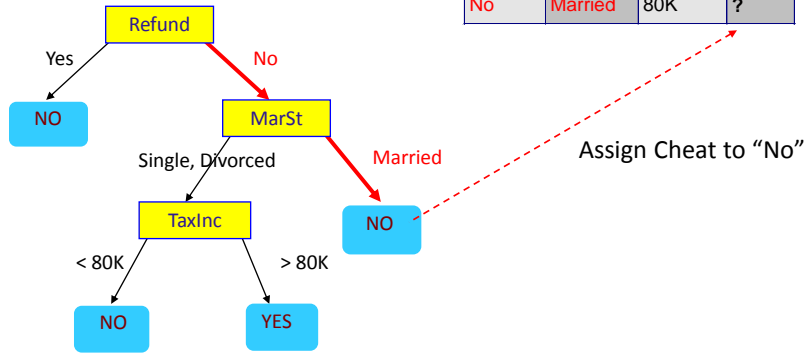 No Married 80K ?
Refund
Yes
No
NO
MarSt
Single, Divorced
Married
Assign Cheat to “No”
TaxInc
NO
< 80K
> 80K
NO
YES